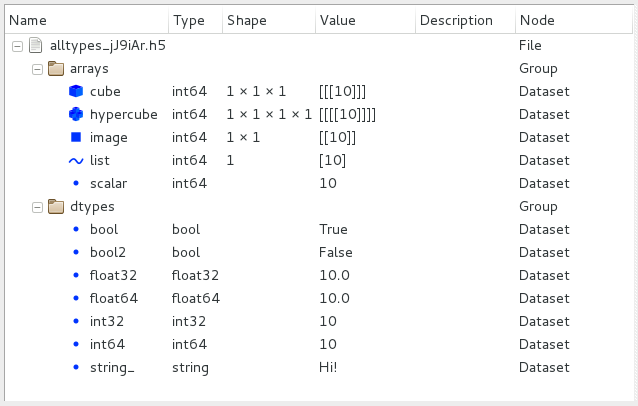 Name Type Shape Value Description Node
alltypes_jJ9iAr.h5 File
arrays Group
cube int64 1 × 1 × 1 [[[10]]] Dataset
hypercube int64 1 × 1 × 1 × 1 [[[[10]]]] Dataset
image int64 1 × 1 [[10]] Dataset
list int64 1 [10] Dataset
scalar int64 10 Dataset
dtypes Group
bool bool True Dataset
bool2 bool False Dataset
float32 float32 10.0 Dataset
float64 float64 10.0 Dataset
int32 int32 10 Dataset
int64 int64 10 Dataset
string_ string Hi! Dataset